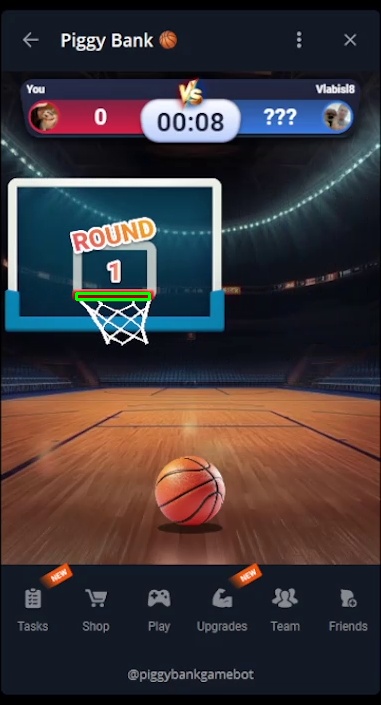 Piggy Bank 🏀
You
VS
Vlabisl8
0
00:08
???
ROUND
1
NEW
NEW
Tasks
Shop
Play
Upgrades
Team
Friends
@piggybankgamebot